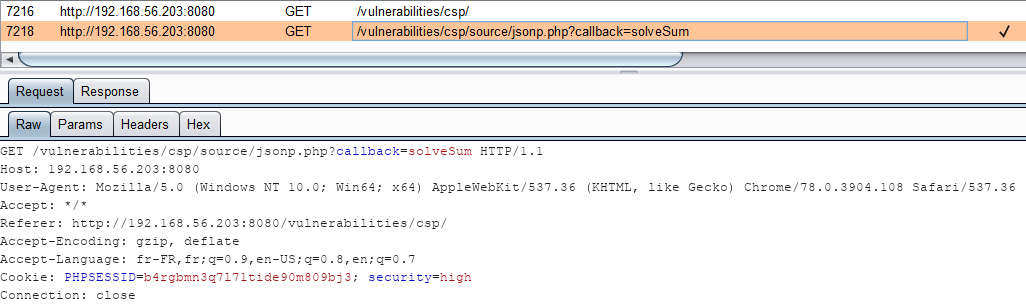 7216 http://192.168.56.203:8080 GET /vulnerabilities/csp/
7218 http://192.168.56.203:8080 GET /vulnerabilities/csp/source/jsonp.php?callback=solveSum ✓
Request Response
Raw Params Headers Hex
GET /vulnerabilities/csp/source/jsonp.php?callback=solveSum HTTP/1.1
Host: 192.168.56.203:8080
User-Agent: Mozilla/5.0 (Windows NT 10.0; Win64; x64) AppleWebKit/537.36 (KHTML, like Gecko) Chrome/78.0.3904.108 Safari/537.36
Accept: */*
Referer: http://192.168.56.203:8080/vulnerabilities/csp/
Accept-Encoding: gzip, deflate
Accept-Language: fr-FR,fr;q=0.9,en-US;q=0.8,en;q=0.7
Cookie: PHPSESSID=b4rgbmn3q7l71tide90m809bj3; security=high
Connection: close